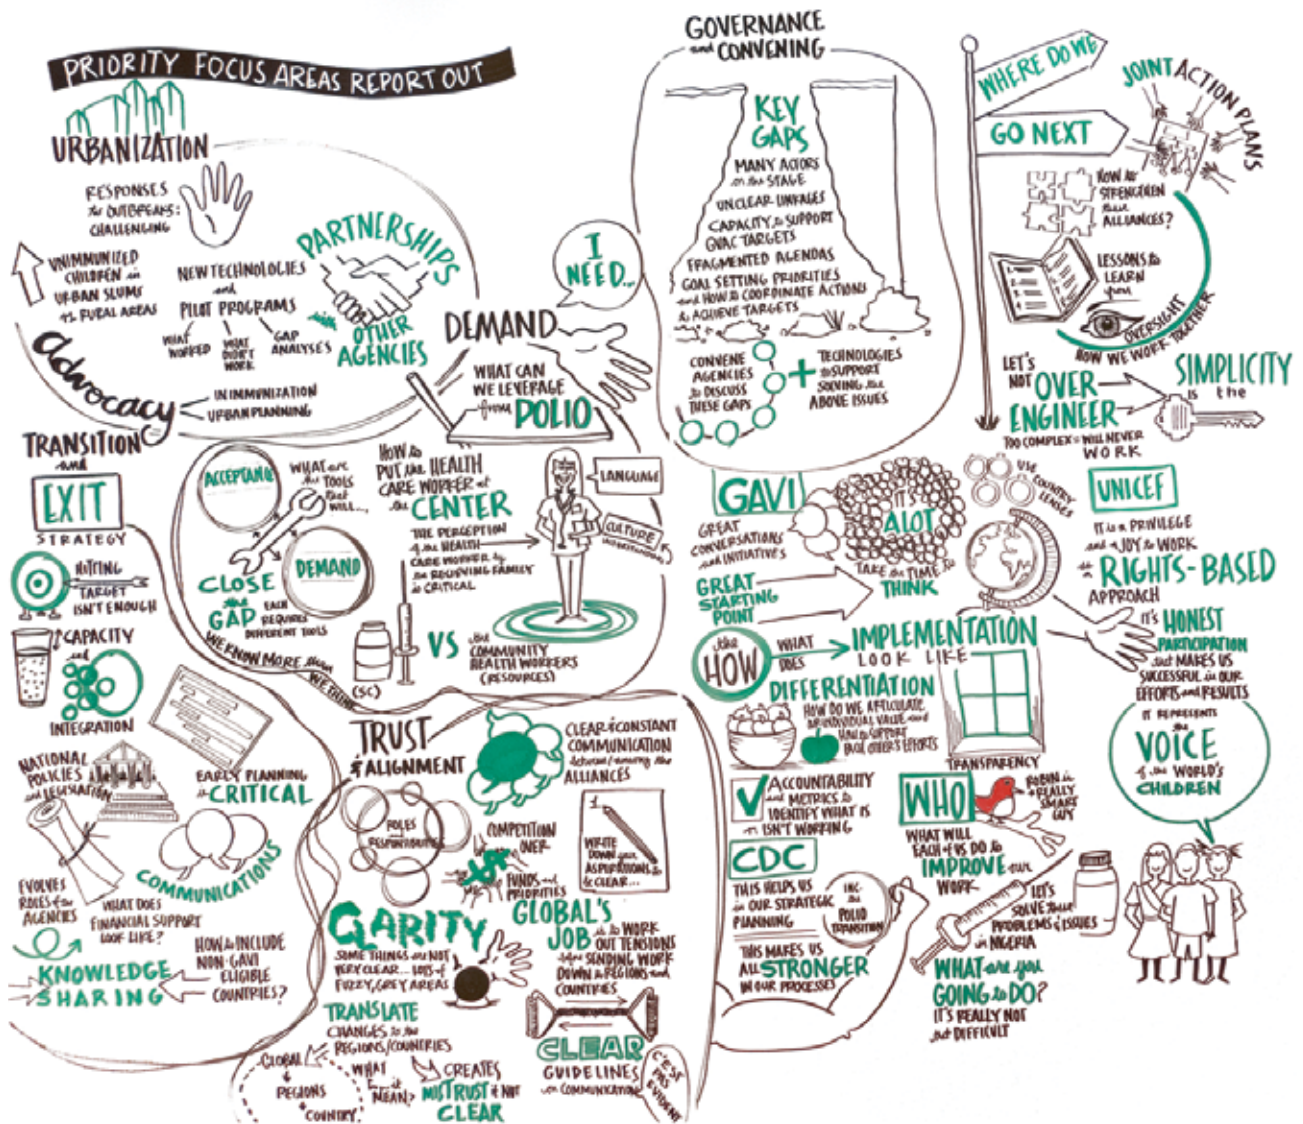 PRIORITY FOCUS AREAS REPORT OUT
URBANIZATION
RESPONSES
to OUTBREAKS:
CHALLENGING
UNIMMUNIZED
CHILDREN in
URBAN SLUMS
RURAL AREAS
NEW TECHNOLOGIES
and
PILOT PROGRAMS
WHAT
WORKED
WHAT
DIDN'T
WORK
GAP
ANALYSES
PARTNERSHIPS
with OTHER
AGENCIES
advocacy
IN IMMUNIZATION
URBAN PLANNING
DEMAND
I
NEED...
WHAT CAN
WE LEVERAGE
from POLIO
TRANSITION
and
EXIT
STRATEGY
HITTING
TARGET
ISN'T ENOUGH
CAPACITY
and
INTEGRATION
NATIONAL
POLICIES
and LEGISLATION
EARLY PLANNING
is CRITICAL
COMMUNICATIONS
EVOLVES
ROLES of the
AGENCIES
WHAT DOES
FINANCIAL SUPPORT
LOOK LIKE?
KNOWLEDGE
SHARING
HOW to INCLUDE
NON-GAVI
ELIGIBLE
COUNTRIES?
ACCEPTANCE
WHAT are
the TOOLS
that
WILL...
DEMAND
CLOSE
the
GAP
EACH
REQUIRES
DIFFERENT TOOLS
WE KNOW MORE than
WE THINK
HOW to
PUT the HEALTH
CARE WORKER at
the CENTER
THE PERCEPTION
of the HEALTH
CARE WORKER by
the RECEIVING FAMILY
is CRITICAL
LANGUAGE
CULTURE
(SC)
VS
the
COMMUNITY
HEALTH WORKERS
(RESOURCES)
TRUST
& ALIGNMENT
CLEAR & CONSTANT
COMMUNICATION
between/among the
ALLIANCES
ROLES
and
RESPONSIBILITIES
COMPETITION
OVER
FUNDS and
PRIORITIES
1
WRITE
DOWN your
ASPIRATIONS to
be CLEAR...
CLARITY
SOME THINGS are NOT
VERY CLEAR... LOTS of
FUZZY, GREY AREAS
GLOBAL'S
JOB is to WORK
OUT TENSIONS
SENDING WORK
DOWN to REGIONS and
COUNTRIES
TRANSLATE
CHANGES to the
REGIONS/COUNTRIES
GLOBAL
REGIONS
COUNTRY
WHAT
it
MEAN?
CREATES
MISTRUST & NOT
CLEAR
CLEAR
GUIDELINES
on COMMUNICATION
C'EST
PAS
EVIDENT
GOVERNANCE
and CONVENING
KEY
GAPS
MANY ACTORS
on the STAGE
UNCLEAR LINKAGES
CAPACITY to SUPPORT
GVAC TARGETS
FRAGMENTED AGENDAS
GOAL SETTING PRIORITIES
and HOW to COORDINATE ACTIONS
to ACHIEVE TARGETS
CONVENE
AGENCIES
to DISCUSS
THESE GAPS
+
TECHNOLOGIES
to SUPPORT
SOLVING the
ABOVE ISSUES
WHERE DO WE
GO NEXT
JOINT ACTION PLANS
HOW to
STRENGTHEN
these
ALLIANCES?
LESSONS to
LEARN
from
OVERSIGHT
HOW WE WORK TOGETHER
LET'S
NOT OVER
ENGINEER
TOO COMPLEX = WILL NEVER
WORK
SIMPLICITY
is the
GAVI
GREAT
CONVERSATIONS
and INITIATIVES
GREAT
STARTING
POINT
IT'S
ALOT
TAKE the TIME to
THINK
USE
COUNTRY
LENSES
the
HOW
WHAT
DOES
IMPLEMENTATION
LOOK LIKE
DIFFERENTIATION
HOW DO WE ARTICULATE
INDIVIDUAL VALUE and
HOW to SUPPORT
EACH OTHER'S EFFORTS
TRANSPARENCY
ACCOUNTABILITY
and METRICS to
IDENTIFY WHAT IS
or ISN'T WORKING
CDC
THIS HELPS US
in OUR STRATEGIC
PLANNING
INC.
the
POLIO
TRANSITION
THIS MAKES US
ALL STRONGER
IN OUR PROCESSES
WHO
ROBIN is
a REALLY
SMART
GUY
WHAT WILL
EACH of US DO to
IMPROVE our
WORK
LET'S
SOLVE these
PROBLEMS & ISSUES
in NIGERIA
WHAT are you
GOING to DO?
IT'S REALLY NOT
that DIFFICULT
UNICEF
IT is a PRIVILEGE
and a JOY to WORK
RIGHTS-BASED
APPROACH
IT'S HONEST
PARTICIPATION
that MAKES US
SUCCESSFUL in OUR
EFFORTS and RESULTS
IT REPRESENTS
the
VOICE
of the WORLD'S
CHILDREN